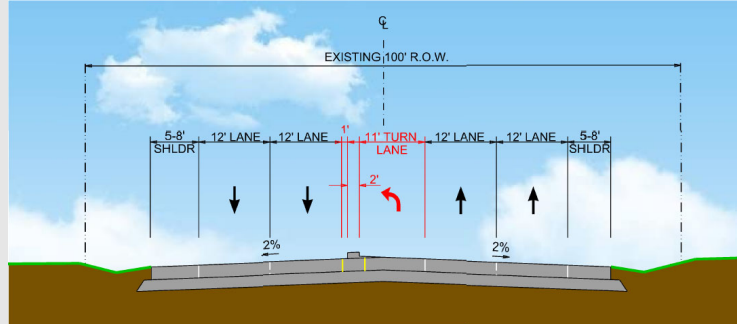 ℄
EXISTING 100' R.O.W.
5-8'
SHLDR
12' LANE
12' LANE
1'
11' TURN
LANE
12' LANE
12' LANE
5-8'
SHLDR
2'
2%
2%